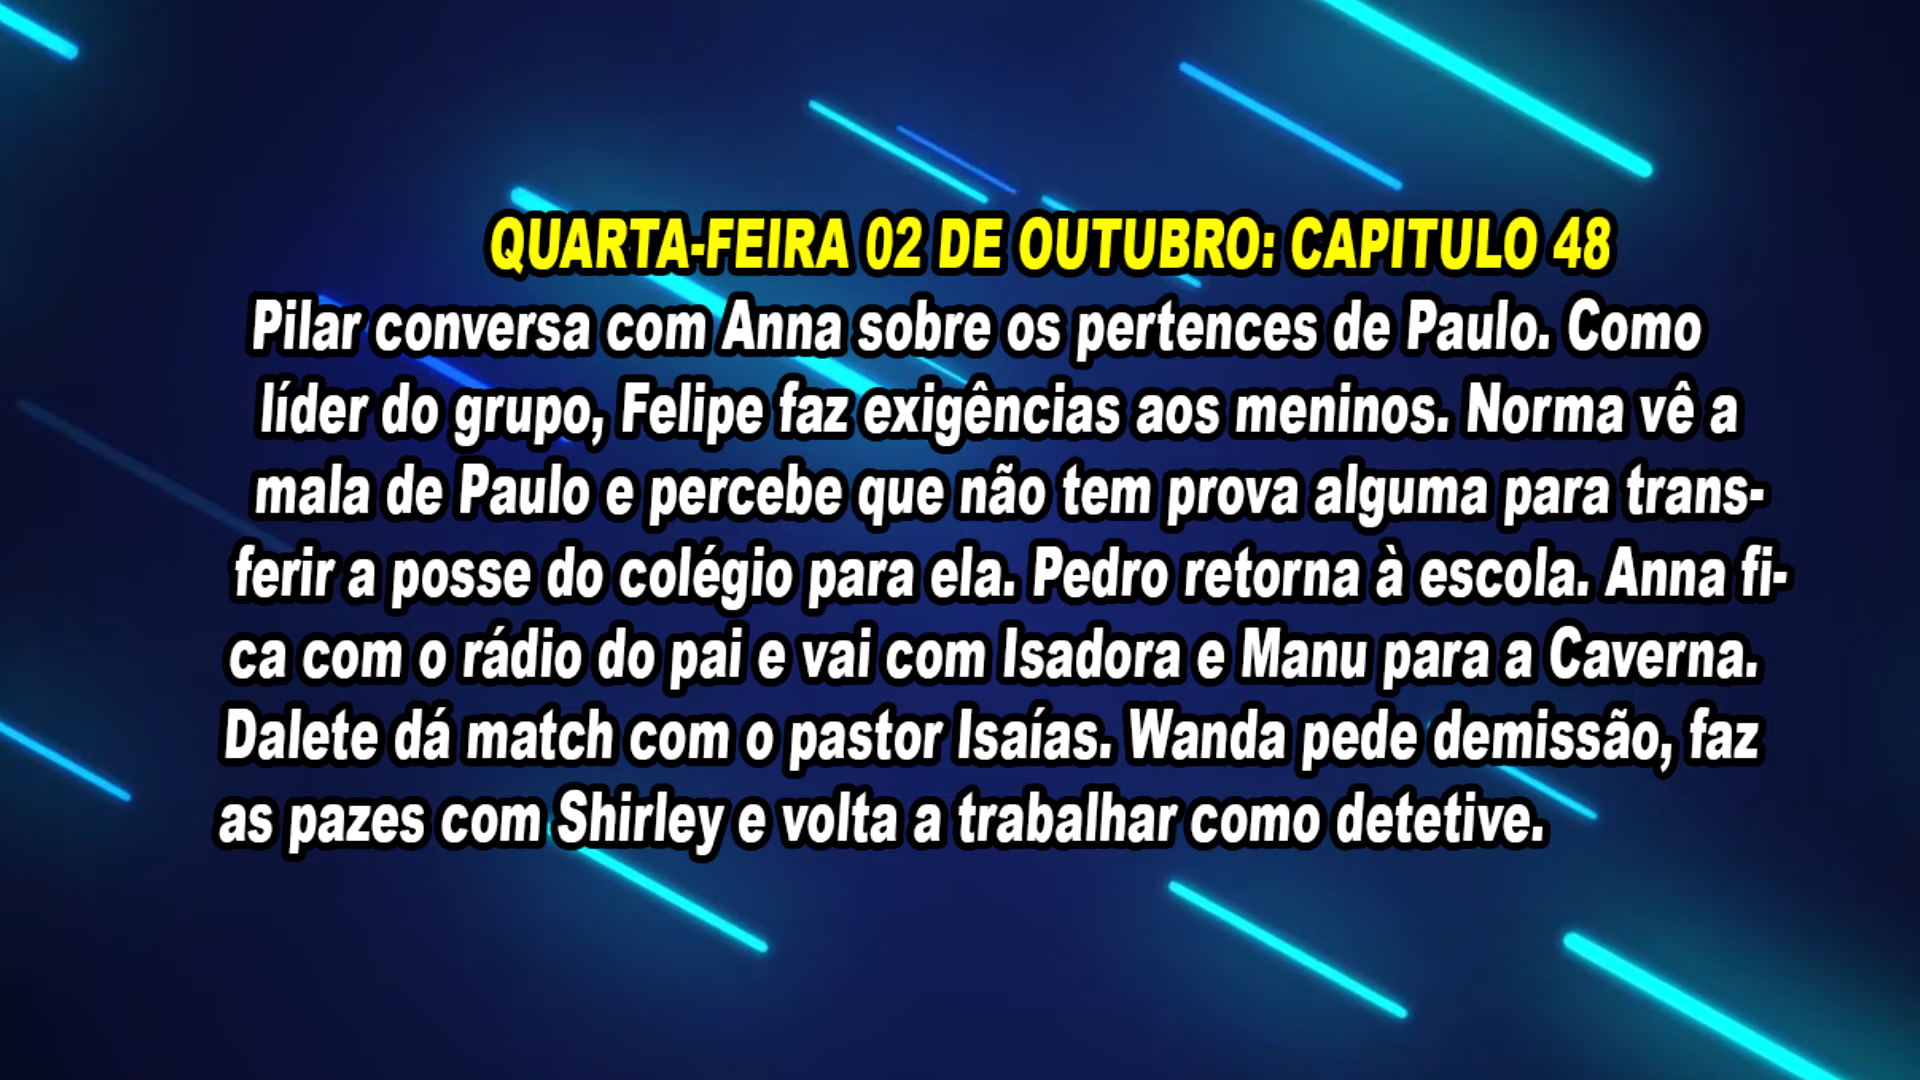 QUARTA-FEIRA 02 DE OUTUBRO: CAPITULO 48
Pilar conversa com Anna sobre os pertences de Paulo. Como
líder do grupo, Felipe faz exigências aos meninos. Norma vê a
mala de Paulo e percebe que não tem prova alguma para trans-
ferir a posse do colégio para ela. Pedro retorna à escola. Anna fi-
ca com o rádio do pai e vai com Isadora e Manu para a Caverna.
Dalete dá match com o pastor Isaías. Wanda pede demissão, faz
as pazes com Shirley e volta a trabalhar como detetive.